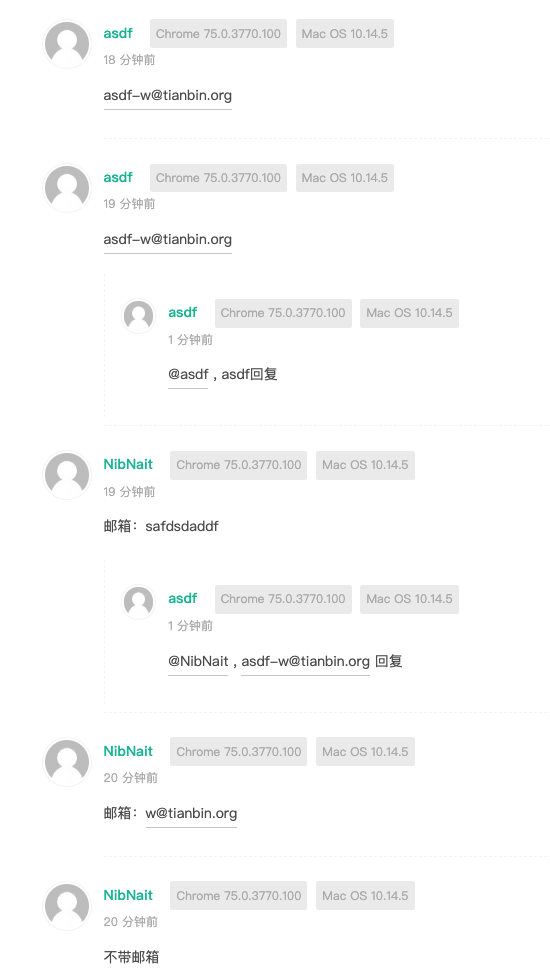 asdf Chrome 75.0.3770.100 Mac OS 10.14.5
18 分钟前
asdf-w@tianbin.org
asdf Chrome 75.0.3770.100 Mac OS 10.14.5
19 分钟前
asdf-w@tianbin.org
asdf Chrome 75.0.3770.100 Mac OS 10.14.5
1 分钟前
@asdf , asdf回复
NibNait Chrome 75.0.3770.100 Mac OS 10.14.5
19 分钟前
邮箱：safdsdaddf
asdf Chrome 75.0.3770.100 Mac OS 10.14.5
1 分钟前
@NibNait , asdf-w@tianbin.org 回复
NibNait Chrome 75.0.3770.100 Mac OS 10.14.5
20 分钟前
邮箱：w@tianbin.org
NibNait Chrome 75.0.3770.100 Mac OS 10.14.5
20 分钟前
不带邮箱